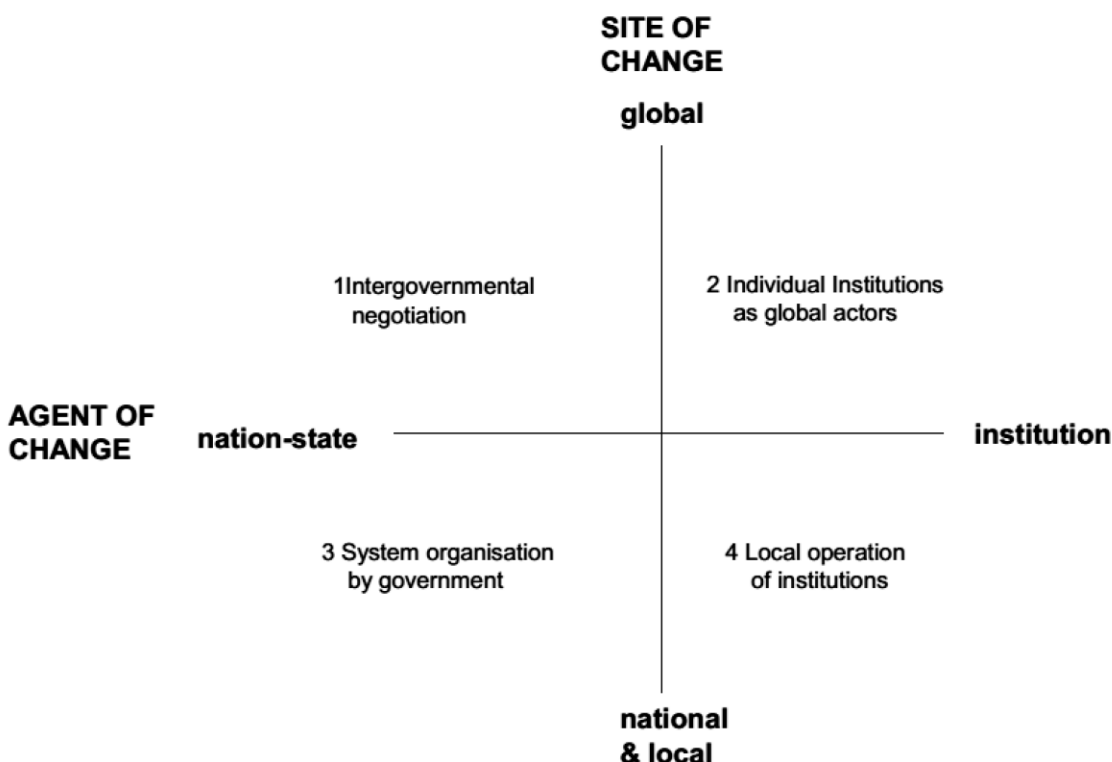 SITE OF
CHANGE
global
1Intergovernmental
negotiation
2 Individual Institutions
as global actors
AGENT OF
CHANGE
nation-state
institution
3 System organisation
by government
4 Local operation
of institutions
national
& local